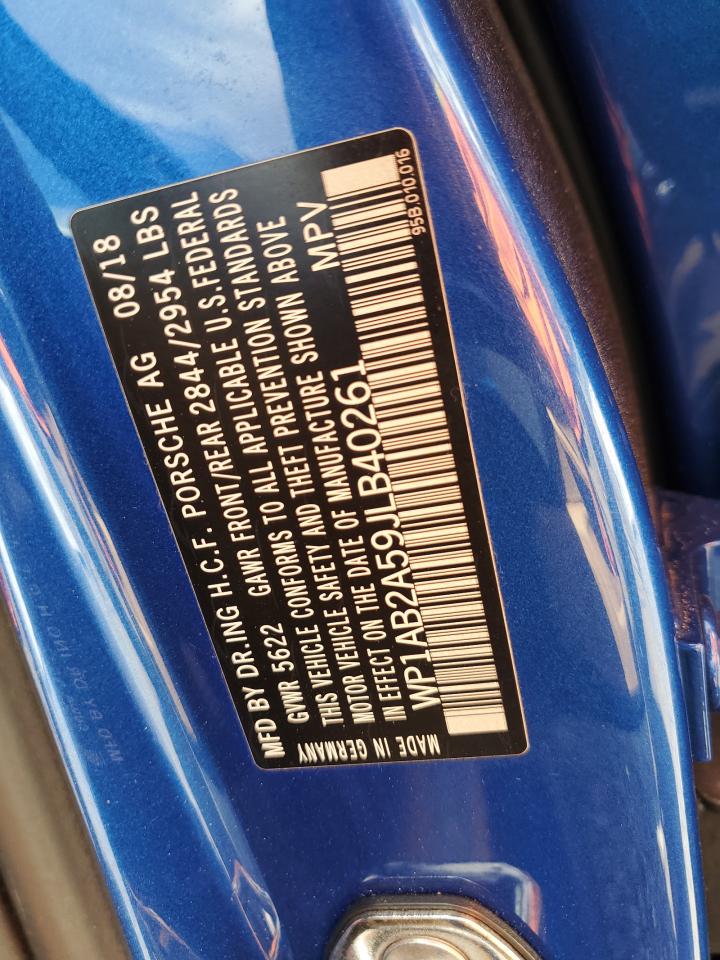 MFD BY DR.ING H.C.F. PORSCHE AG 08/18
GVWR 5622 GAWR FRONT/REAR 2844/2954 LBS
THIS VEHICLE CONFORMS TO ALL APPLICABLE U.S.FEDERAL
MOTOR VEHICLE SAFETY AND THEFT PREVENTION STANDARDS
IN EFFECT ON THE DATE OF MANUFACTURE SHOWN ABOVE
WP1AB2A59JLB40261 MPV
MADE IN GERMANY
95B.010.016